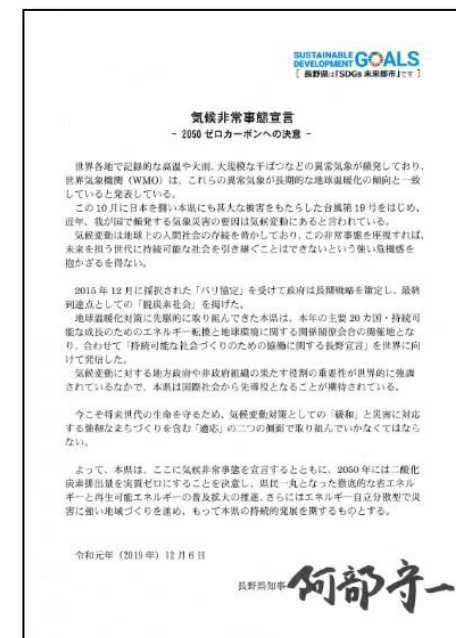 SUSTAINABLE
DEVELOPMENT GOALS
[ 長野県は「SDGs 未来都市」です ]
気候非常事態宣言
- 2050 ゼロカーボンへの決意 -
世界各地で記録的な高温や大雨、大規模な干ばつなどの異常気象が頻発しており、
世界気象機関（WMO）は、これらの異常気象が長期的な地球温暖化の傾向と一致
していると発表している。
この 10 月に日本を襲い本県にも甚大な被害をもたらした台風第 19 号をはじめ、
近年、我が国で頻発する気象災害の要因は気候変動にあると言われている。
気候変動は地球上の人間社会の存続を脅かしており、この非常事態を座視すれば、
未来を担う世代に持続可能な社会を引き継ぐことはできないという強い危機感を
抱かざるを得ない。
2015 年 12 月に採択された「パリ協定」を受けて政府は長期戦略を策定し、最終
到達点としての「脱炭素社会」を掲げた。
地球温暖化対策に先駆的に取り組んできた本県は、本年の主要 20 カ国・持続可
能な成長のためのエネルギー転換と地球環境に関する関係閣僚会合の開催地とな
り、合わせて「持続可能な社会づくりのための協働に関する長野宣言」を世界に向
けて発信した。
気候変動に対する地方政府や非政府組織の果たす役割の重要性が世界的に強調
されているなかで、本県は国際社会から先導役となることが期待されている。
今こそ将来世代の生命を守るため、気候変動対策としての「緩和」と災害に対応
する強靭なまちづくりを含む「適応」の二つの側面で取り組んでいかなくてはなら
ない。
よって、本県は、ここに気候非常事態を宣言するとともに、2050 年には二酸化
炭素排出量を実質ゼロにすることを決意し、県民一丸となった徹底的な省エネル
ギーと再生可能エネルギーの普及拡大の推進、さらにはエネルギー自立分散型で災
害に強い地域づくりを進め、もって本県の持続的発展を期するものとする。
令和元年（2019 年）12 月 6 日
長野県知事 阿部守一